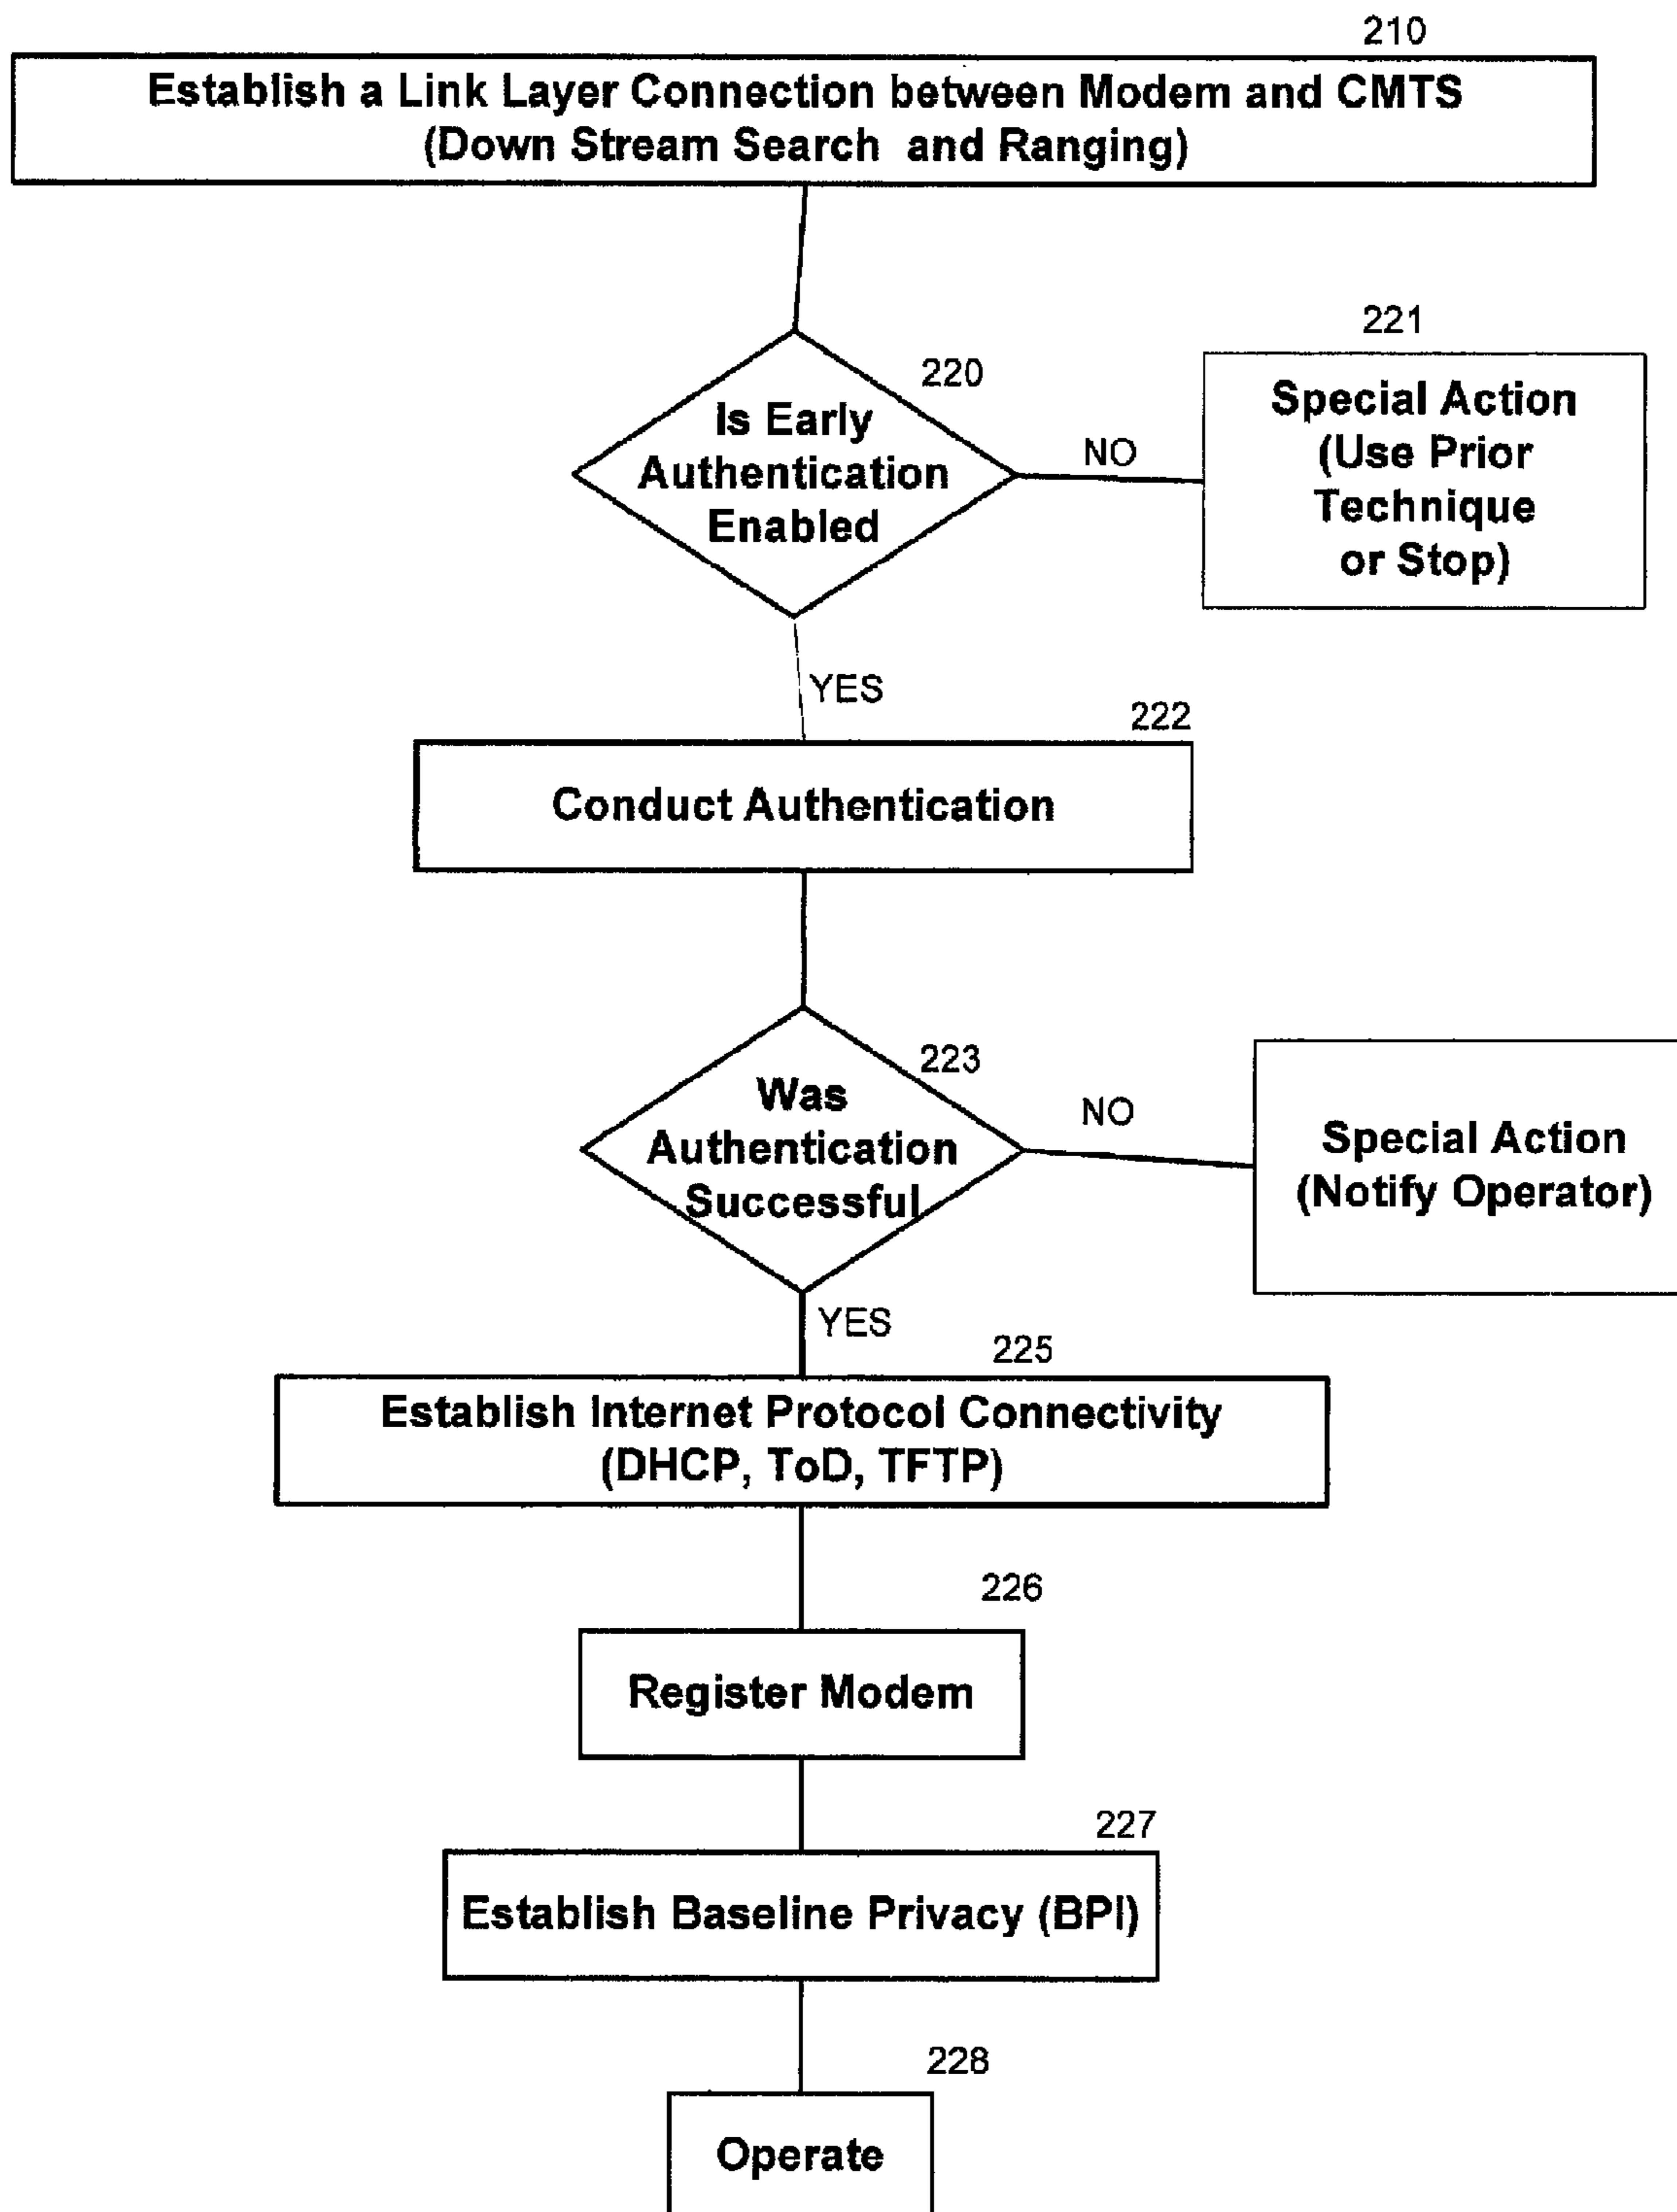 210
Establish a Link Layer Connection between Modem and CMTS
(Down Stream Search and Ranging)
220
Is Early
Authentication
Enabled
NO
221
Special Action
(Use Prior
Technique
or Stop)
YES
222
Conduct Authentication
223
Was
Authentication
Successful
NO
Special Action
(Notify Operator)
YES
225
Establish Internet Protocol Connectivity
(DHCP, ToD, TFTP)
226
Register Modem
227
Establish Baseline Privacy (BPI)
228
Operate